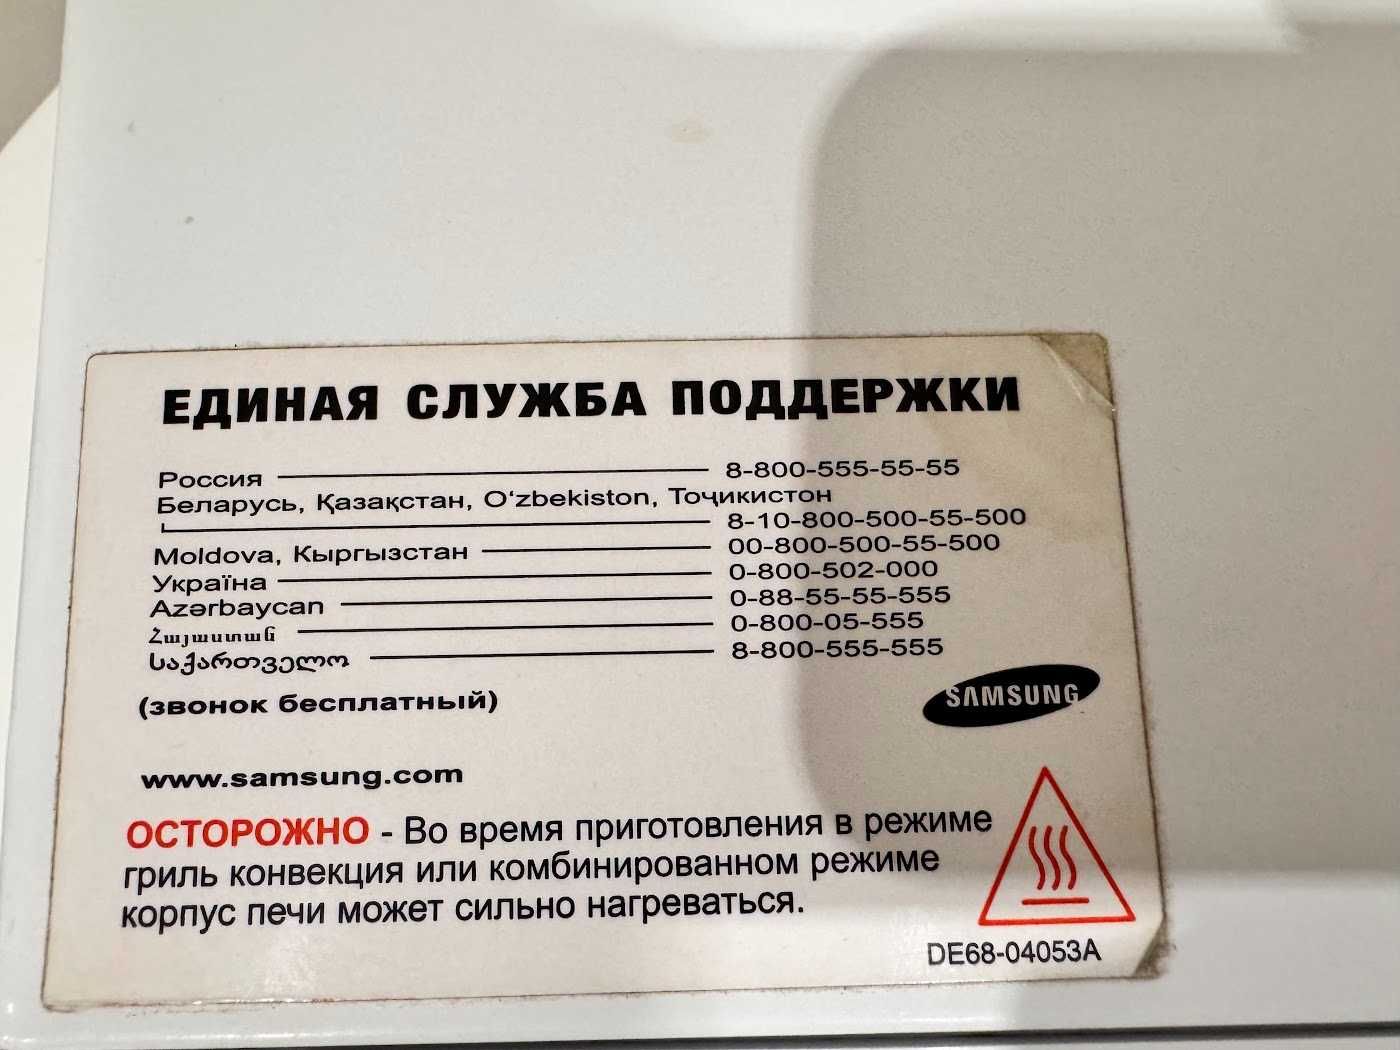 ЕДИНАЯ СЛУЖБА ПОДДЕРЖКИ
Россия 8-800-555-55-55
Беларусь, Қазақстан, O‘zbekiston, Тоҷикистон
8-10-800-500-55-500
Moldova, Кыргызстан 00-800-500-55-500
Україна 0-800-502-000
Azərbaycan 0-88-55-55-555
Հայաստան 0-800-05-555
საქართველო 8-800-555-555
(звонок бесплатный)
SAMSUNG
www.samsung.com
ОСТОРОЖНО - Во время приготовления в режиме
гриль конвекция или комбинированном режиме
корпус печи может сильно нагреваться.
DE68-04053A